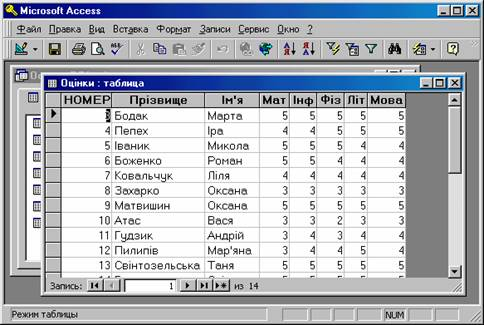 Microsoft Access
Файл Правка Вид Вставка Формат Записи Сервис Окно ?
Оцінки : таблица
НОМЕР Прізвище Ім'я Мат Інф Фіз Літ Мова
3 Бодак Марта 5 5 5 5 5
4 Пепех Іра 4 4 5 5 5
5 Іваник Микола 5 5 5 4 4
6 Боженко Роман 5 5 4 4 4
7 Ковальчук Ліля 4 4 4 4 4
8 Захарко Оксана 3 3 3 3 3
9 Матвишин Оксана 5 5 5 5 5
10 Атас Вася 3 3 2 3 3
11 Гудзик Андрій 4 3 4 4 4
12 Пилипів Мар'яна 3 4 4 5 4
13 Свінтозельська Таня 5 5 5 5 5
Запись: 1 из 14
Режим таблицы NUM